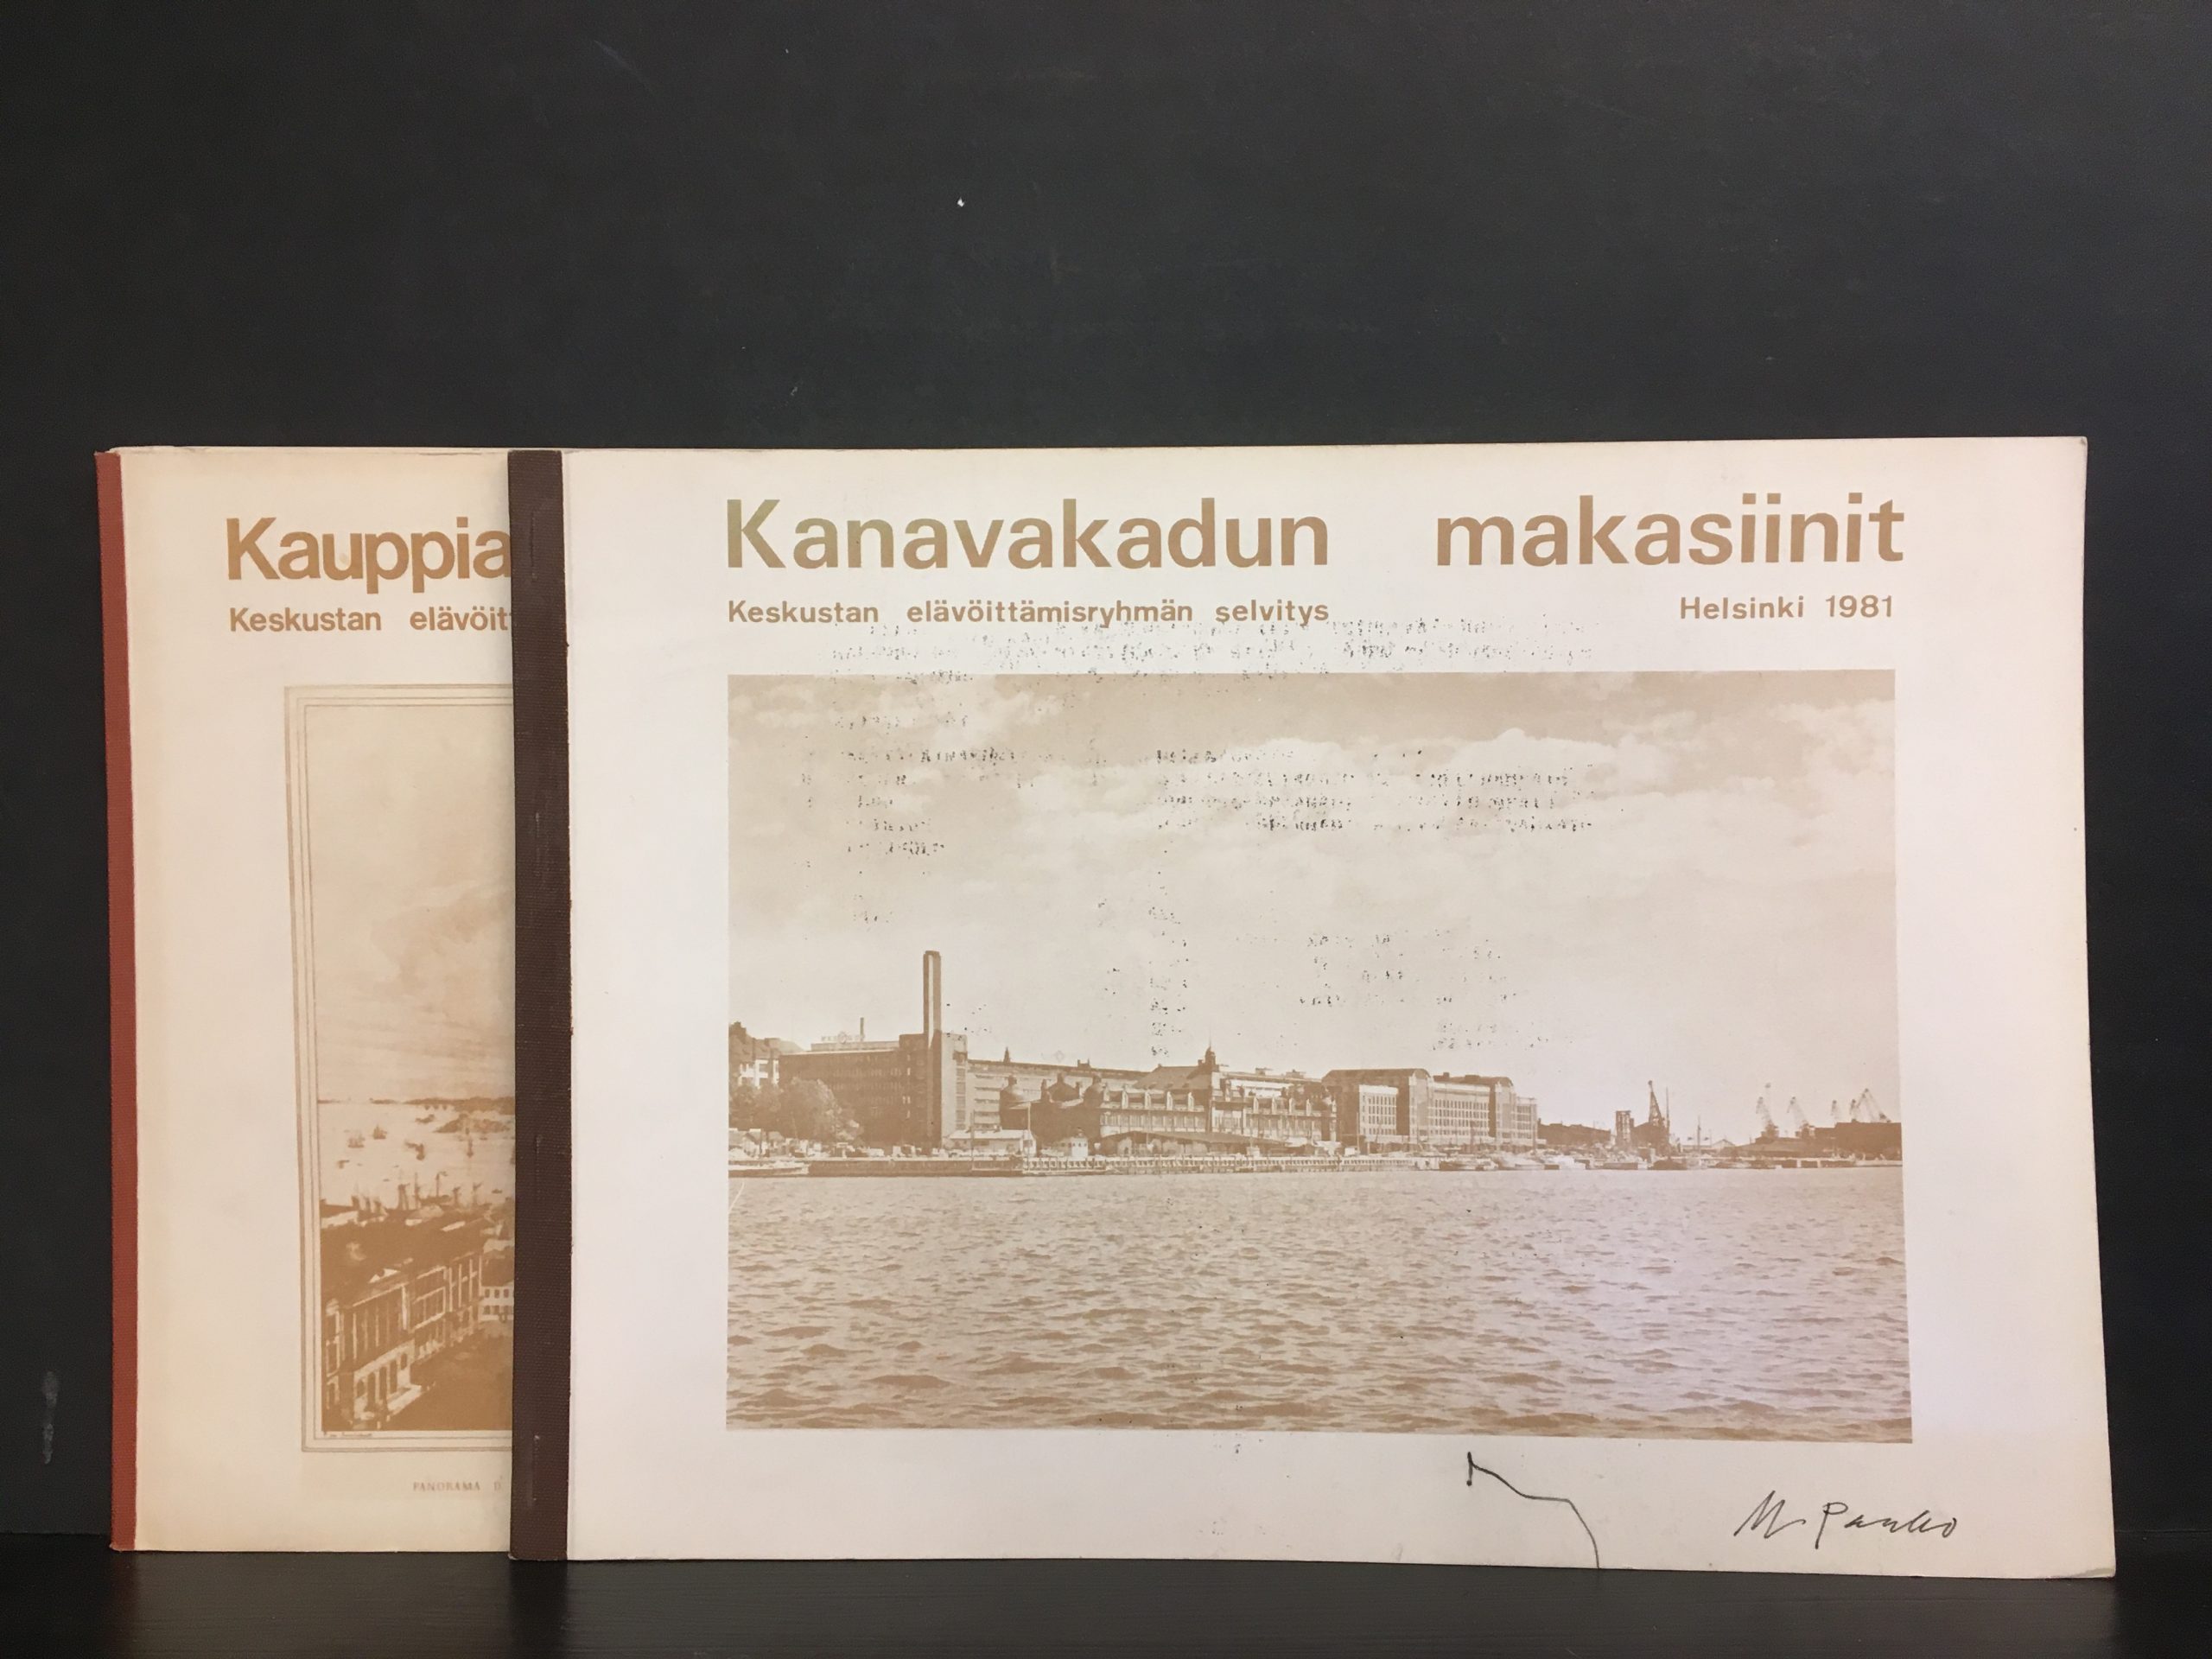 Kauppia
Keskustan elävöit
PANORAMA D
Kanavakadun makasiinit
Keskustan elävöittämisryhmän selvitys Helsinki 1981